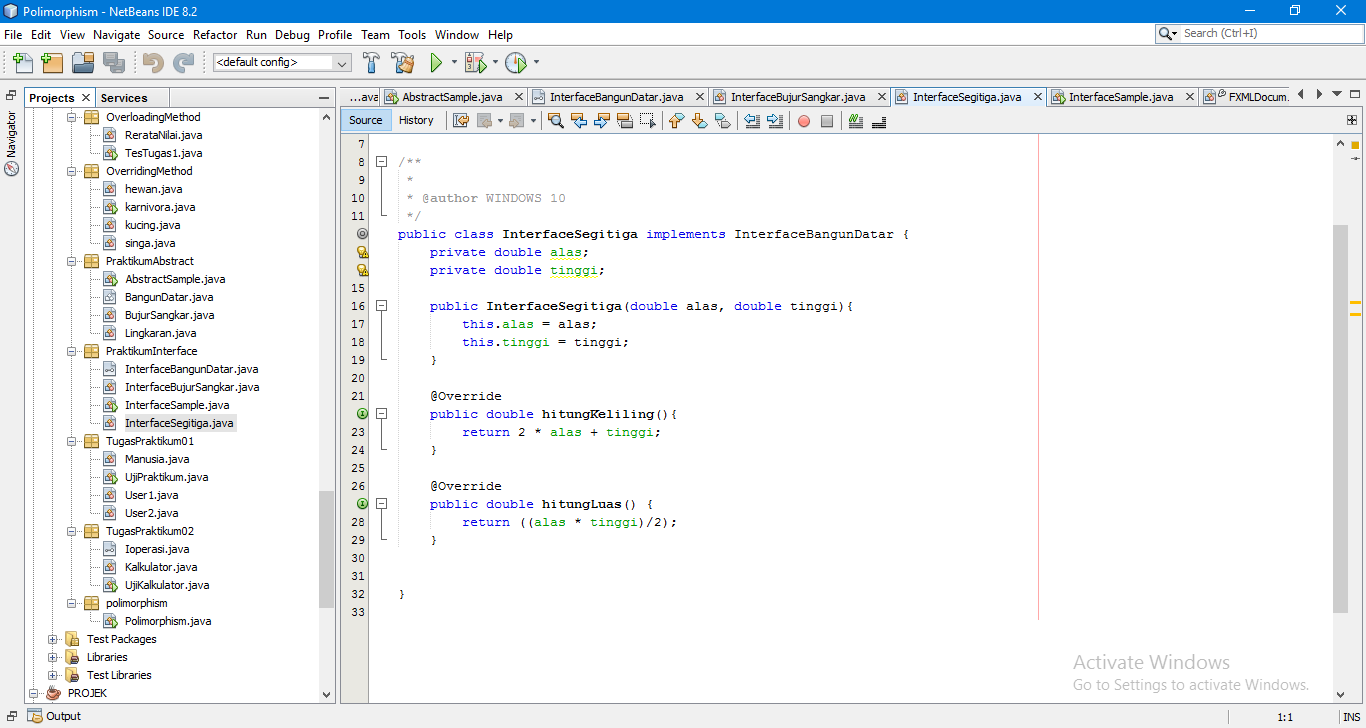 Polimorphism - NetBeans IDE 8.2
File Edit View Navigate Source Refactor Run Debug Profile Team Tools Window Help
Search (Ctrl+I)
<default config>
Projects
Services
Navigator
OverloadingMethod
RerataNilai.java
TesTugas1.java
OverridingMethod
hewan.java
karnivora.java
kucing.java
singa.java
PraktikumAbstract
AbstractSample.java
BangunDatar.java
BujurSangkar.java
Lingkaran.java
PraktikumInterface
InterfaceBangunDatar.java
InterfaceBujurSangkar.java
InterfaceSample.java
InterfaceSegitiga.java
TugasPraktikum01
Manusia.java
UjiPraktikum.java
User1.java
User2.java
TugasPraktikum02
Ioperasi.java
Kalkulator.java
UjiKalkulator.java
polimorphism
Polimorphism.java
Test Packages
Libraries
Test Libraries
PROJEK
...ava AbstractSample.java InterfaceBangunDatar.java InterfaceBujurSangkar.java InterfaceSegitiga.java InterfaceSample.java FXMLDocum.
Source History
7
8 /**
9 *
10 * @author WINDOWS 10
11 */
public class InterfaceSegitiga implements InterfaceBangunDatar {
private double alas;
private double tinggi;
15
16 public InterfaceSegitiga(double alas, double tinggi){
17 this.alas = alas;
18 this.tinggi = tinggi;
19 }
20
21 @Override
public double hitungKeliling(){
23 return 2 * alas + tinggi;
24 }
25
26 @Override
public double hitungLuas() {
28 return ((alas * tinggi)/2);
29 }
30
31
32 }
33
Activate Windows
Go to Settings to activate Windows.
Output
1:1 INS